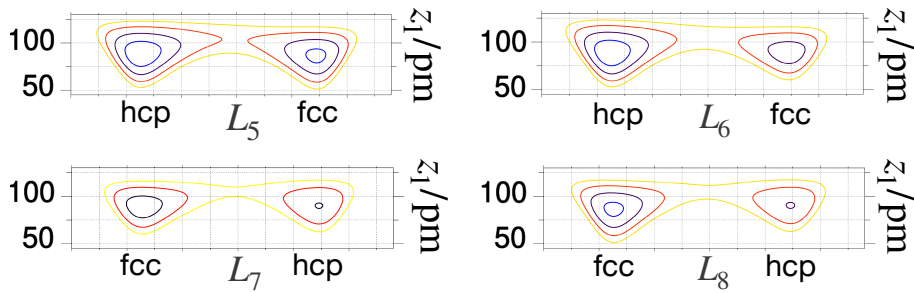 100
50
hcp L₅ fcc
z₁/pm
100
50
hcp L₆ fcc
z₁/pm
100
50
fcc L₇ hcp
z₁/pm
100
50
fcc L₈ hcp
z₁/pm